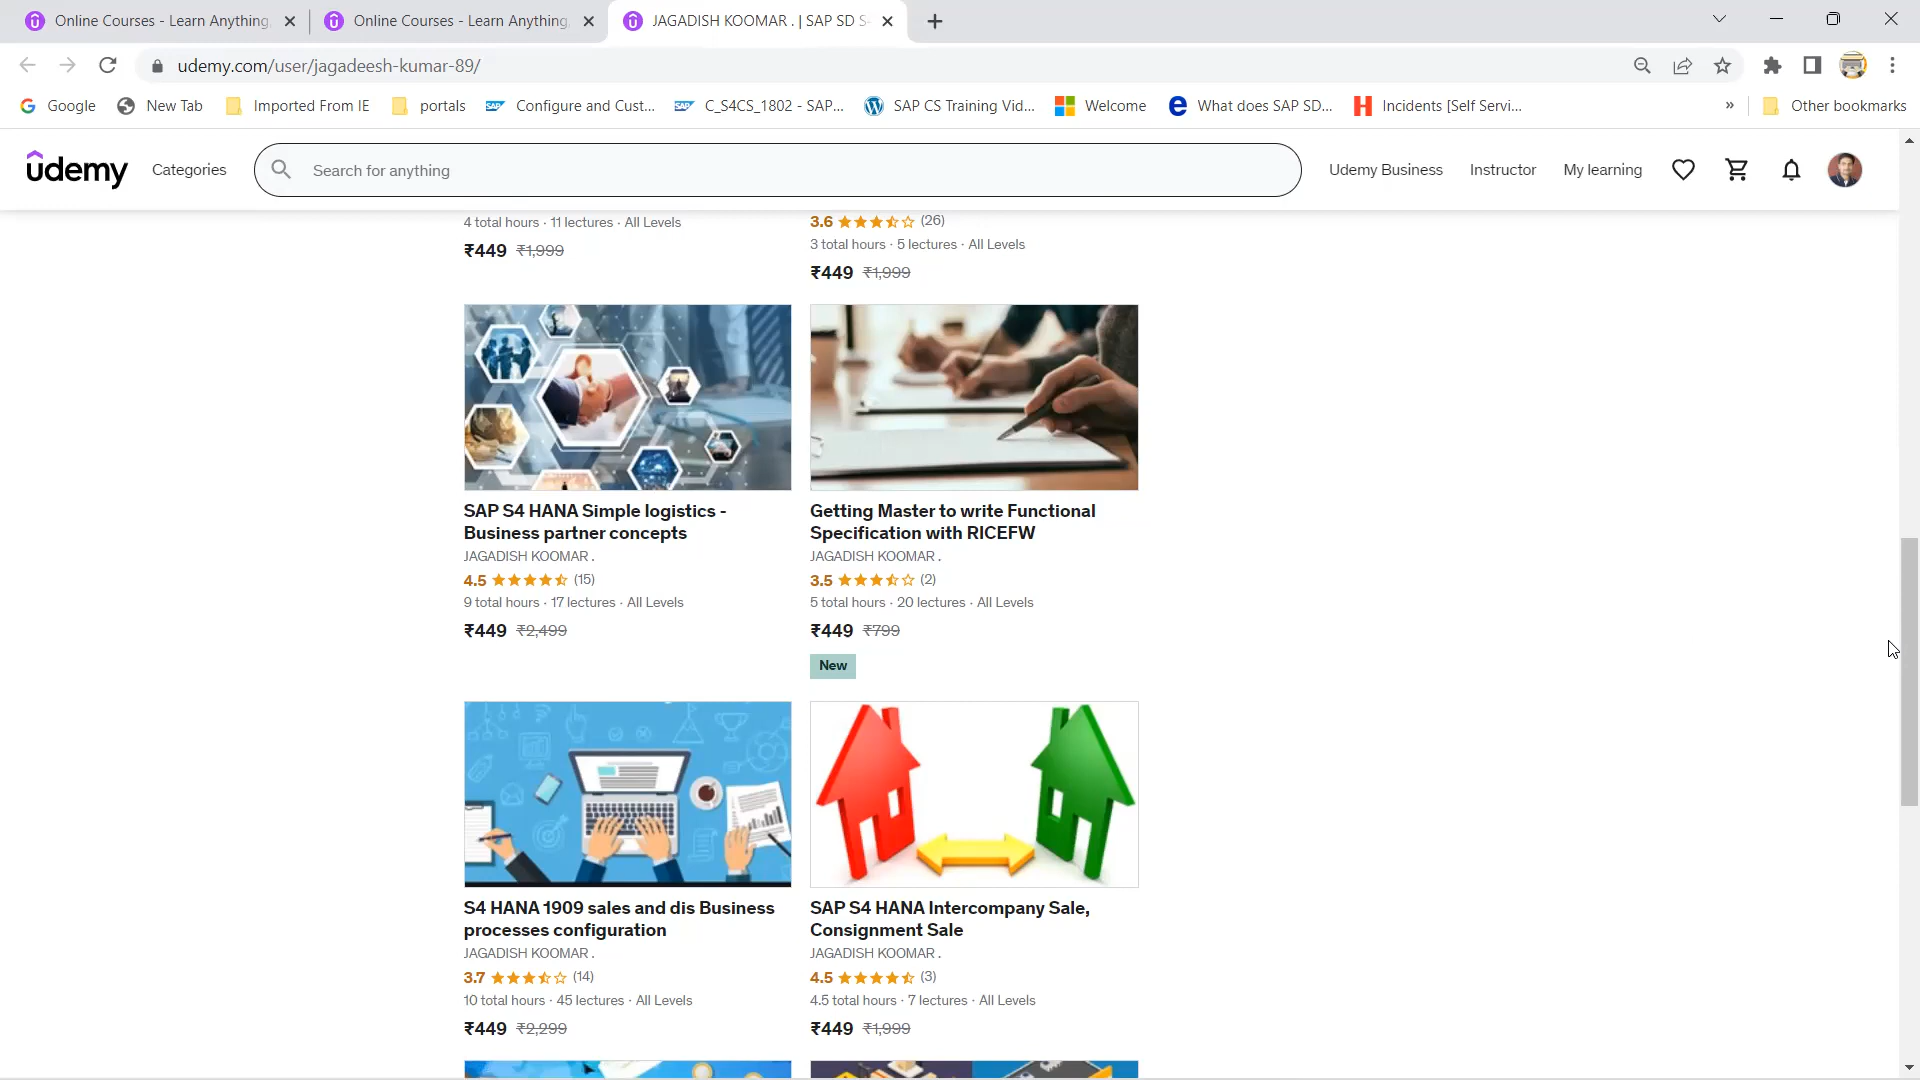 Online Courses - Learn Anything
Online Courses - Learn Anything
JAGADISH KOOMAR . | SAP SD S
udemy.com/user/jagadeesh-kumar-89/
Google
New Tab
Imported From IE
portals
SAP Configure and Cust...
SAP C_S4CS_1802 - SAP...
SAP CS Training Vid...
Welcome
What does SAP SD...
Incidents [Self Servi...
»
Other bookmarks
udemy
Categories
Search for anything
Udemy Business
Instructor
My learning
4 total hours · 11 lectures · All Levels
₹449 ₹1,999
3.6 (26)
3 total hours · 5 lectures · All Levels
₹449 ₹1,999
SAP S4 HANA Simple logistics -
Business partner concepts
JAGADISH KOOMAR .
4.5 (15)
9 total hours · 17 lectures · All Levels
₹449 ₹2,499
Getting Master to write Functional
Specification with RICEFW
JAGADISH KOOMAR .
3.5 (2)
5 total hours · 20 lectures · All Levels
₹449 ₹799
New
S4 HANA 1909 sales and dis Business
processes configuration
JAGADISH KOOMAR .
3.7 (14)
10 total hours · 45 lectures · All Levels
₹449 ₹2,299
SAP S4 HANA Intercompany Sale,
Consignment Sale
JAGADISH KOOMAR .
4.5 (3)
4.5 total hours · 7 lectures · All Levels
₹449 ₹1,999